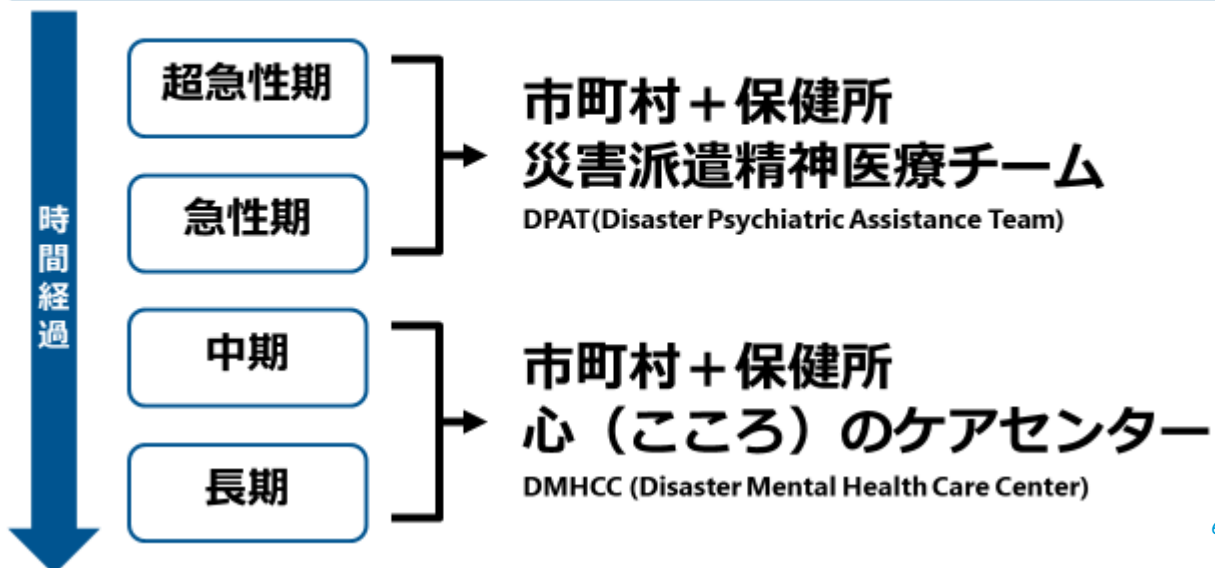 時間経過
超急性期
急性期
市町村＋保健所
災害派遣精神医療チーム
DPAT(Disaster Psychiatric Assistance Team)
中期
長期
市町村＋保健所
心（こころ）のケアセンター
DMHCC (Disaster Mental Health Care Center)